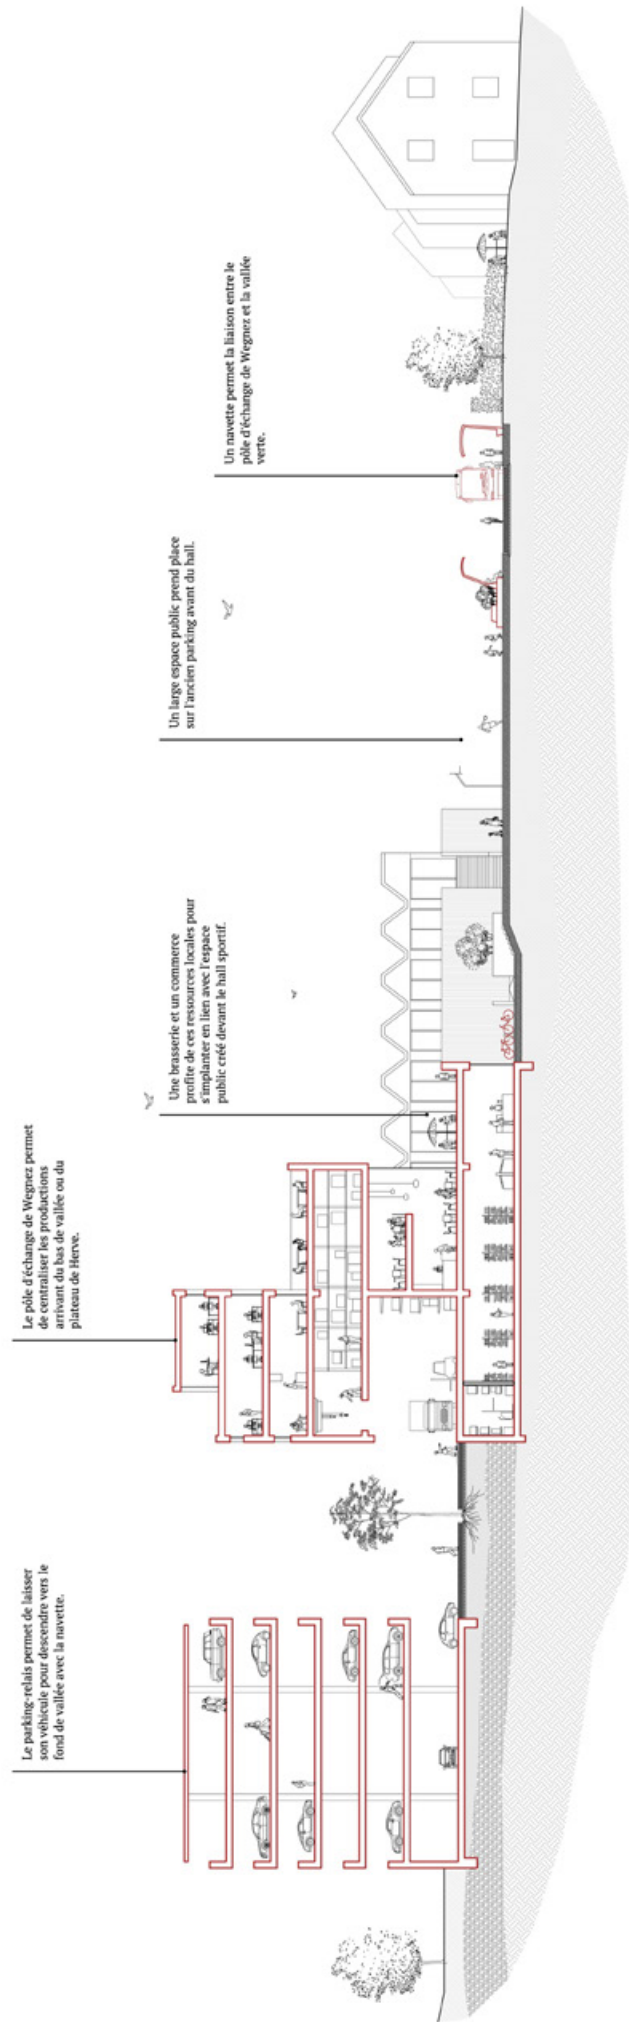 Le parking-relais permet de laisser
son véhicule pour descendre vers le
fond de vallée avec la navette.
Le pôle d'échange de Wegnez permet
de centraliser les productions
arrivant du bas de vallée ou du
plateau de Herve.
Une brasserie et un commerce
profite de ces ressources locales pour
s'implanter en lien avec l'espace
public créé devant le hall sportif.
Un large espace public prend place
sur l'ancien parking avant du hall.
Un navette permet la liaison entre le
pôle d'échange de Wegnez et la vallée
verte.